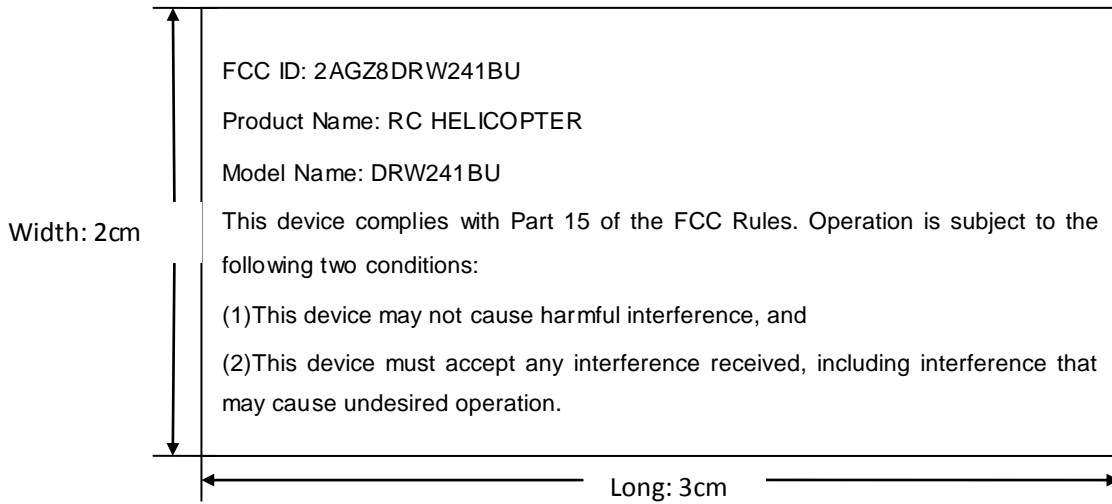 FCC ID: 2AGZ8DRW241BU
Product Name: RC HELICOPTER
Model Name: DRW241BU
Width: 2cm
This device complies with Part 15 of the FCC Rules. Operation is subject to the
following two conditions:
(1)This device may not cause harmful interference, and
(2)This device must accept any interference received, including interference that
may cause undesired operation.
Long: 3cm